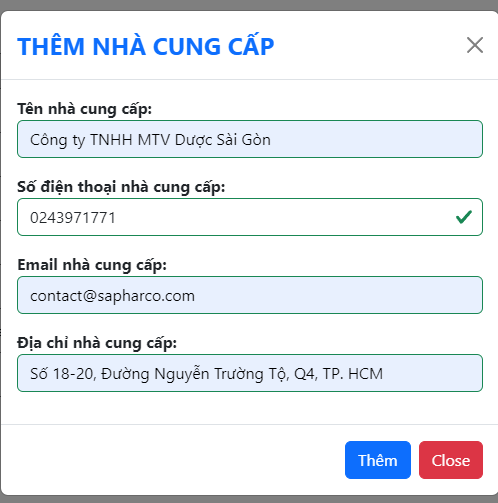 THÊM NHÀ CUNG CẤP
Tên nhà cung cấp:
Công ty TNHH MTV Dược Sài Gòn
Số điện thoại nhà cung cấp:
0243971771
Email nhà cung cấp:
contact@sapharco.com
Địa chỉ nhà cung cấp:
Số 18-20, Đường Nguyễn Trường Tộ, Q4, TP. HCM
Thêm Close